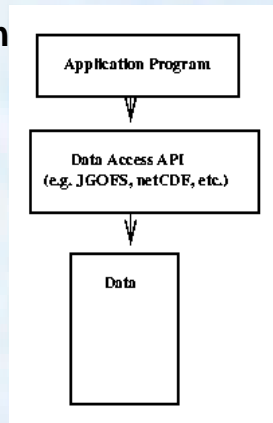 n
Application Program
Data Access API
(e.g. JGOFS, netCDF, etc.)
Data